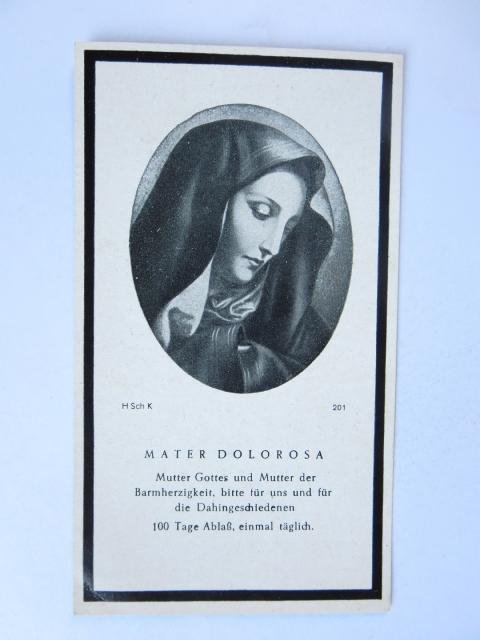 H Sch K 201
MATER DOLOROSA
Mutter Gottes und Mutter der
Barmherzigkeit, bitte für uns und für
die Dahingeschiedenen
100 Tage Ablaß, einmal täglich.